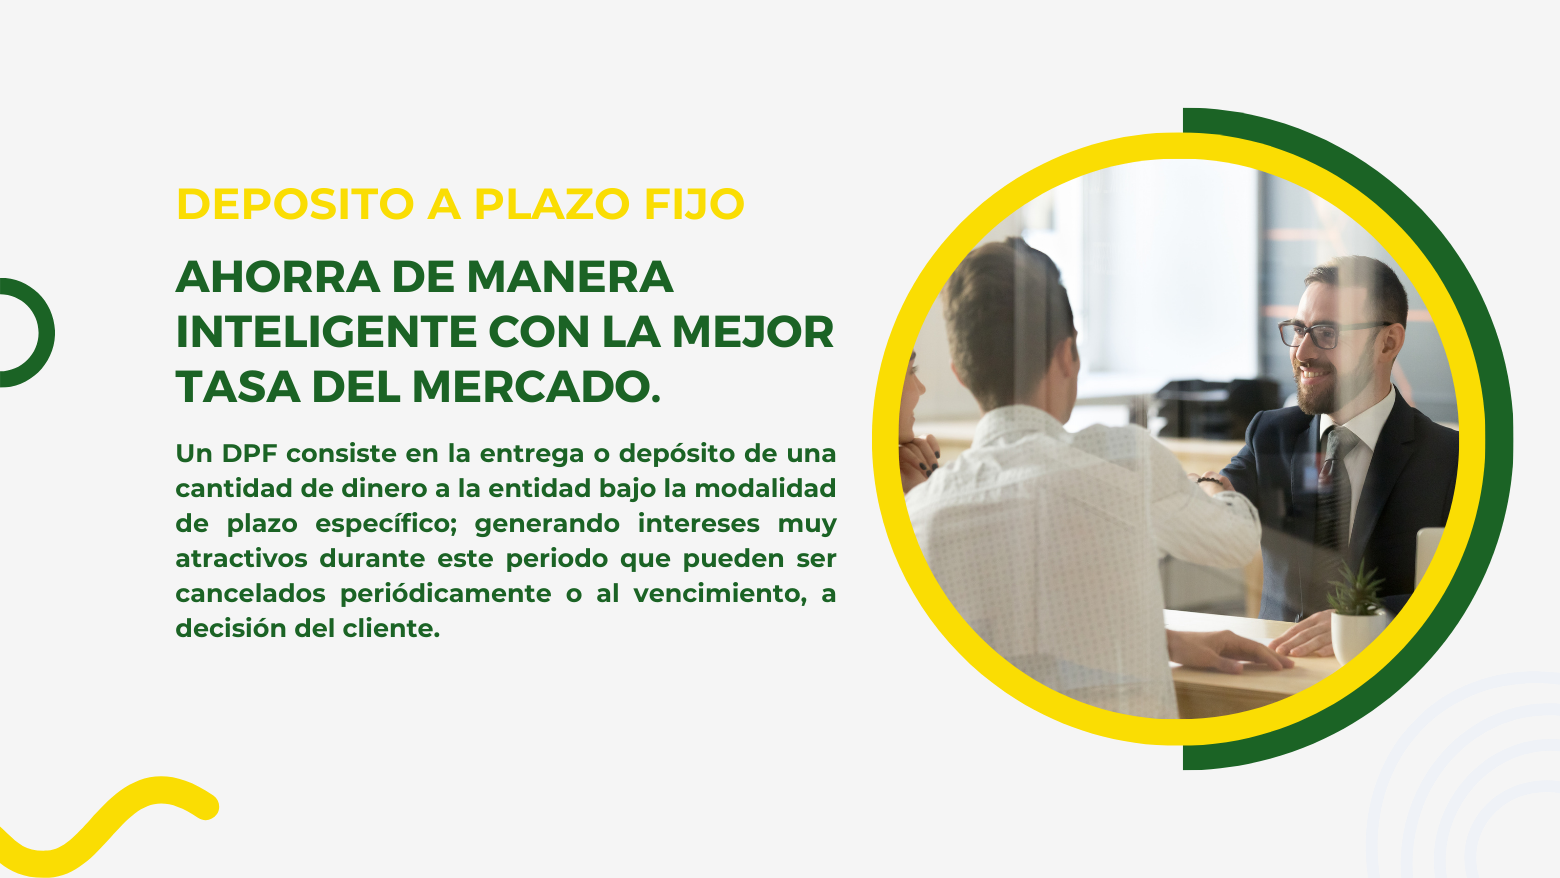 DEPOSITO A PLAZO FIJO
AHORRA DE MANERA
INTELIGENTE CON LA MEJOR
TASA DEL MERCADO.
Un DPF consiste en la entrega o depósito de una
cantidad de dinero a la entidad bajo la modalidad
de plazo específico; generando intereses muy
atractivos durante este periodo que pueden ser
cancelados periódicamente o al vencimiento, a
decisión del cliente.